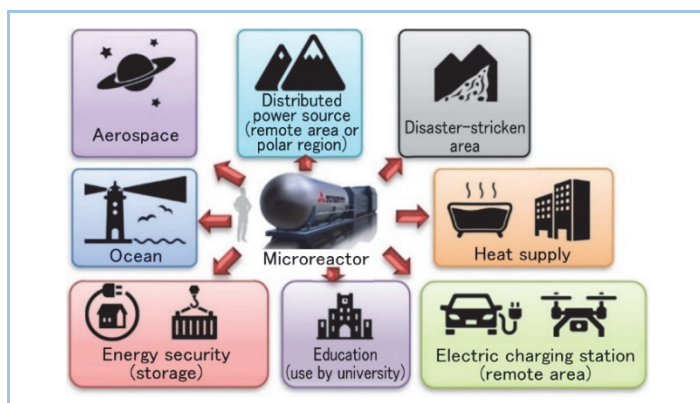 Aerospace
Distributed
power source
(remote area or
polar region)
Disaster-stricken
area
Ocean
Microreactor
Heat supply
Energy security
(storage)
Education
(use by university)
Electric charging station
(remote area)